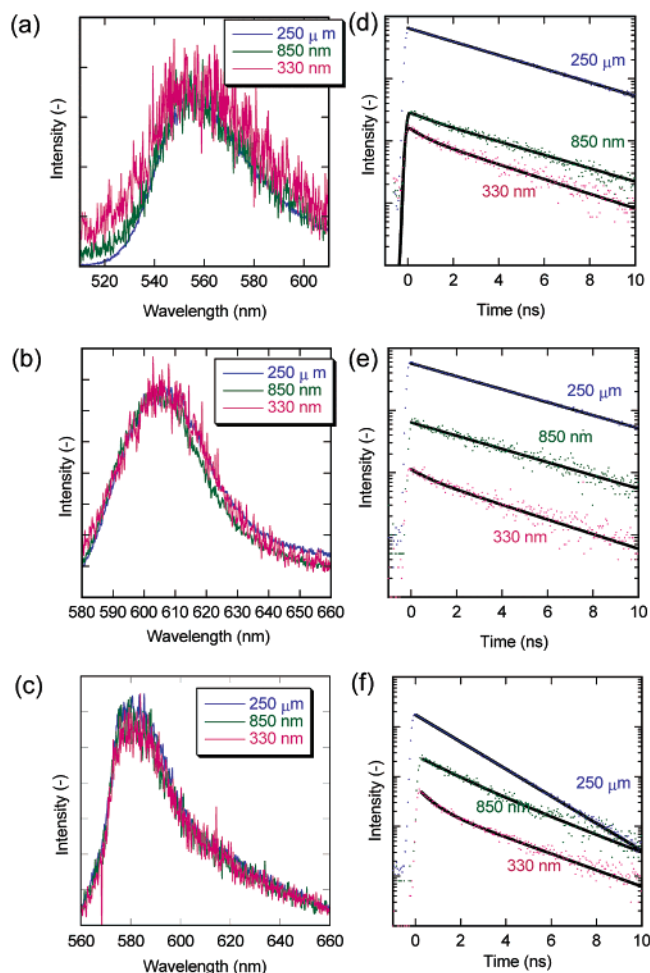 (a)
250 μ m
850 nm
330 nm
Intensity (-)
520 540 560 580 600
Wavelength (nm)
(d)
250 μm
850 nm
330 nm
Intensity (-)
0 2 4 6 8 10
Time (ns)
(b)
250 μ m
850 nm
330 nm
Intensity (-)
580 590 600 610 620 630 640 650 660
Wavelength (nm)
(e)
250 μm
850 nm
330 nm
Intensity (-)
0 2 4 6 8 10
Time (ns)
(c)
250 μm
850 nm
330 nm
Intensity (-)
560 580 600 620 640 660
Wavelength (nm)
(f)
250 μm
850 nm
330 nm
Intensity (-)
0 2 4 6 8 10
Time (ns)